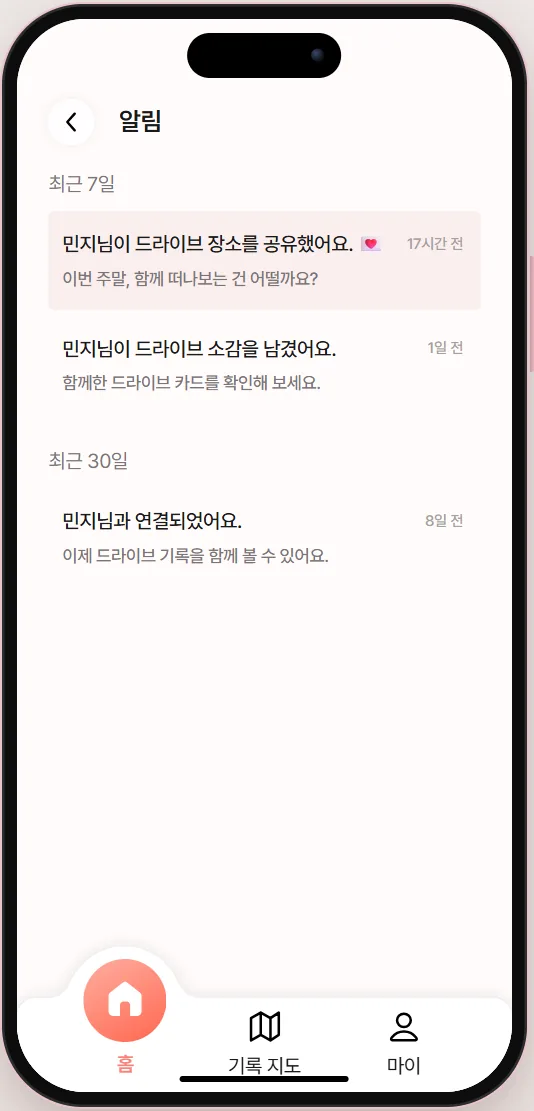 알림
최근 7일
민지님이 드라이브 장소를 공유했어요. 💌 17시간 전
이번 주말, 함께 떠나보는 건 어떨까요?
민지님이 드라이브 소감을 남겼어요. 1일 전
함께한 드라이브 카드를 확인해 보세요.
최근 30일
민지님과 연결되었어요. 8일 전
이제 드라이브 기록을 함께 볼 수 있어요.
홈 기록 지도 마이